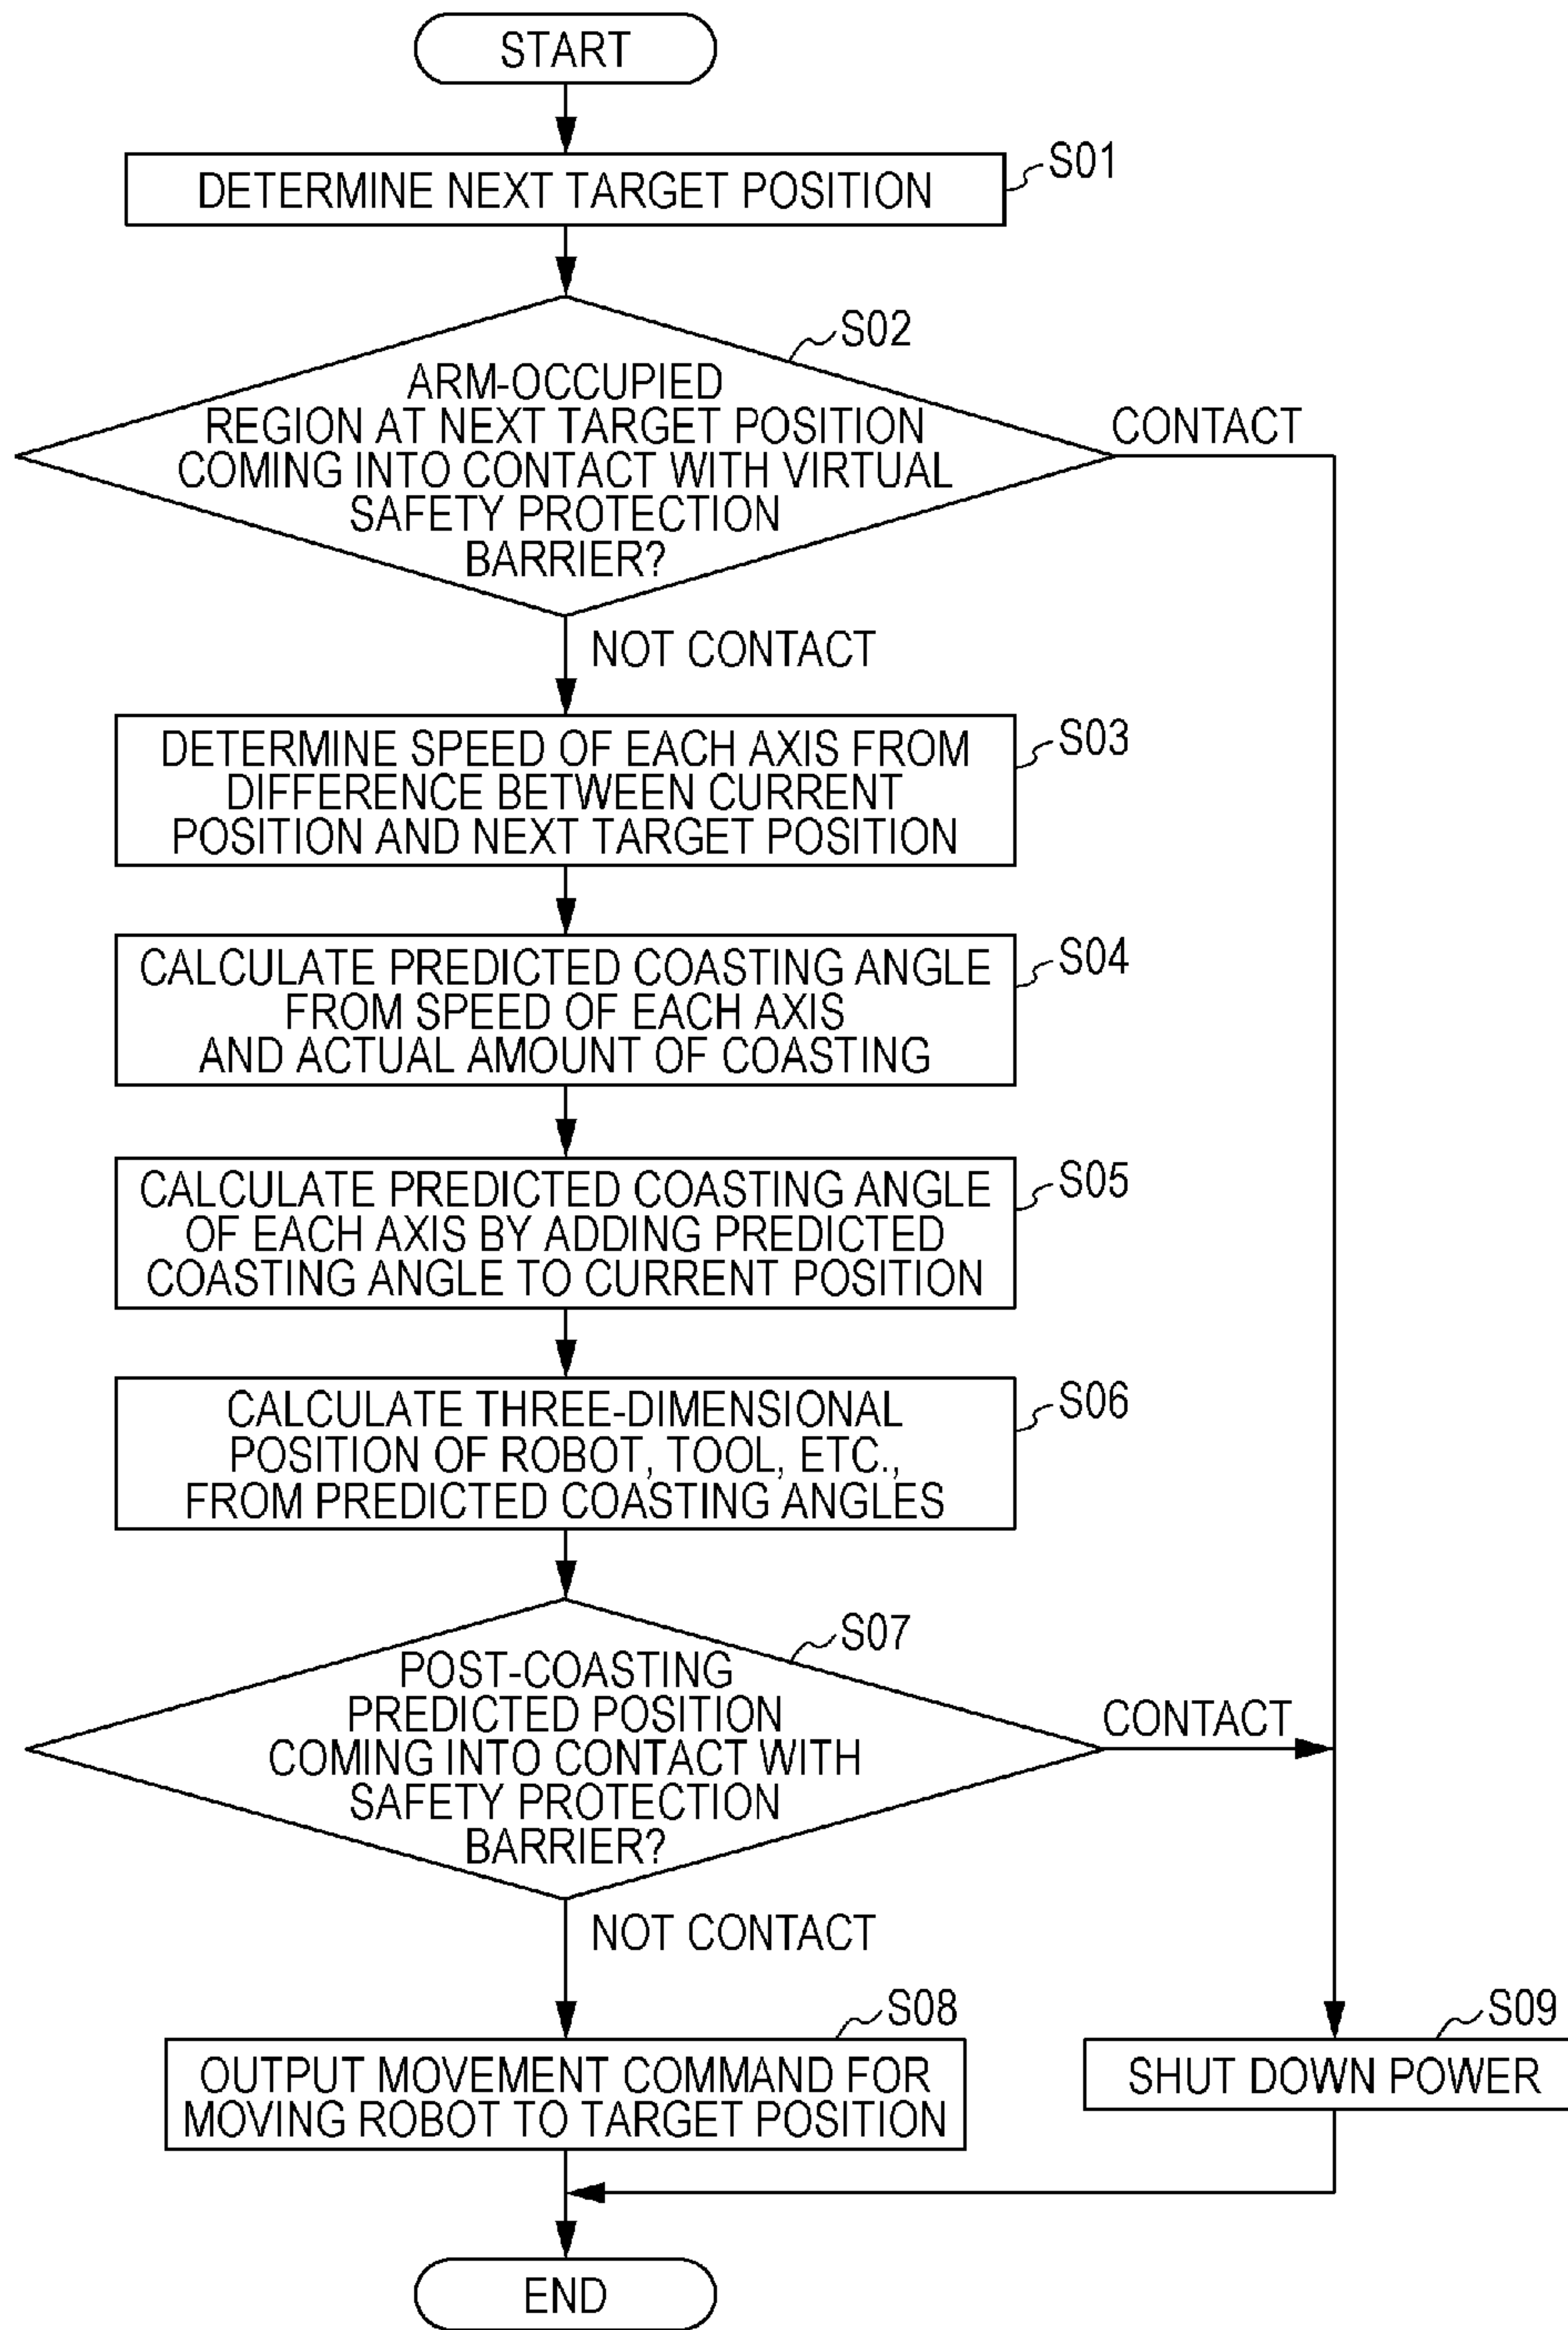 START
DETERMINE NEXT TARGET POSITION
S01
S02
ARM-OCCUPIED
REGION AT NEXT TARGET POSITION
COMING INTO CONTACT WITH VIRTUAL
SAFETY PROTECTION
BARRIER?
CONTACT
NOT CONTACT
DETERMINE SPEED OF EACH AXIS FROM
DIFFERENCE BETWEEN CURRENT
POSITION AND NEXT TARGET POSITION
S03
CALCULATE PREDICTED COASTING ANGLE
FROM SPEED OF EACH AXIS
AND ACTUAL AMOUNT OF COASTING
S04
CALCULATE PREDICTED COASTING ANGLE
OF EACH AXIS BY ADDING PREDICTED
COASTING ANGLE TO CURRENT POSITION
S05
CALCULATE THREE-DIMENSIONAL
POSITION OF ROBOT, TOOL, ETC.,
FROM PREDICTED COASTING ANGLES
S06
S07
POST-COASTING
PREDICTED POSITION
COMING INTO CONTACT WITH
SAFETY PROTECTION
BARRIER?
CONTACT
NOT CONTACT
S08
OUTPUT MOVEMENT COMMAND FOR
MOVING ROBOT TO TARGET POSITION
S09
SHUT DOWN POWER
END